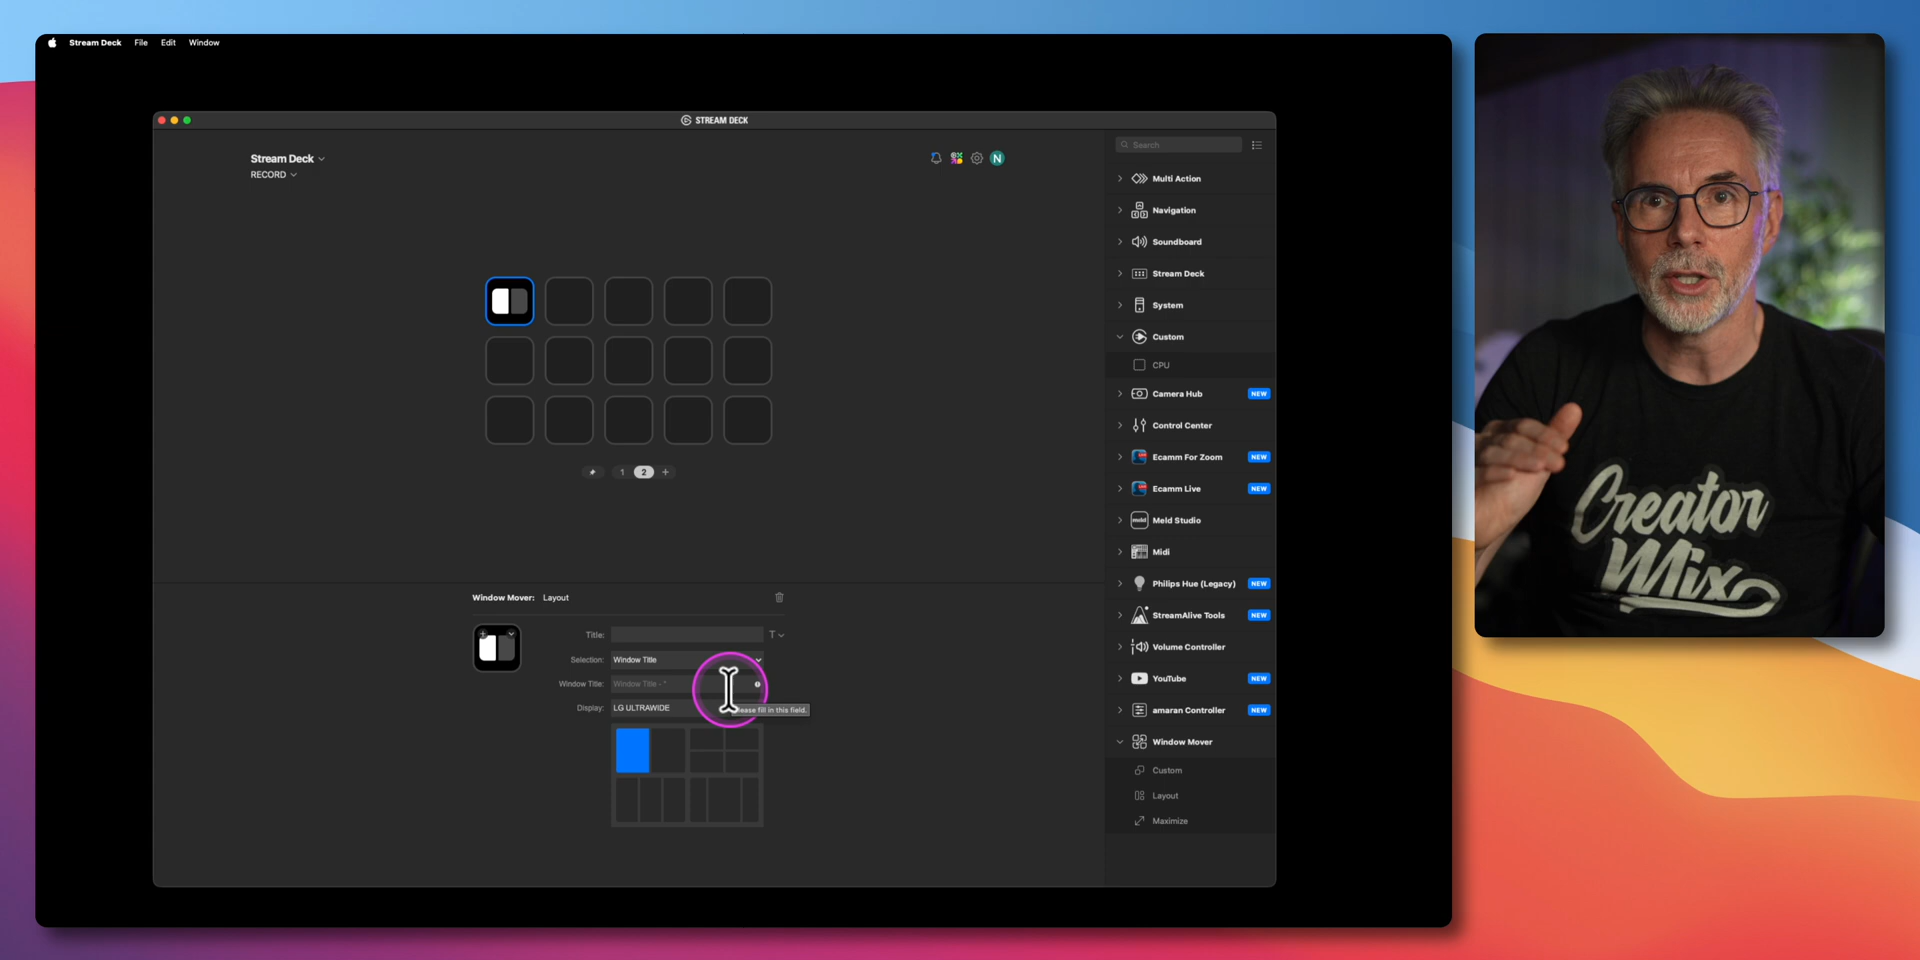 Stream Deck File Edit Window
STREAM DECK
Stream Deck
RECORD
N
Search
Multi Action
Navigation
Soundboard
Stream Deck
System
Custom
CPU
Camera Hub NEW
Control Center
Ecamm For Zoom NEW
Ecamm Live NEW
meld Meld Studio
Midi
Philips Hue (Legacy) NEW
StreamAlive Tools NEW
Volume Controller
YouTube NEW
amaran Controller NEW
Window Mover
Custom
Layout
Maximize
1 2 +
Window Mover: Layout
Title: T
Selection: Window Title
Window Title: Window Title - *
Display: LG ULTRAWIDE
Please fill in this field.
Creator
Mix